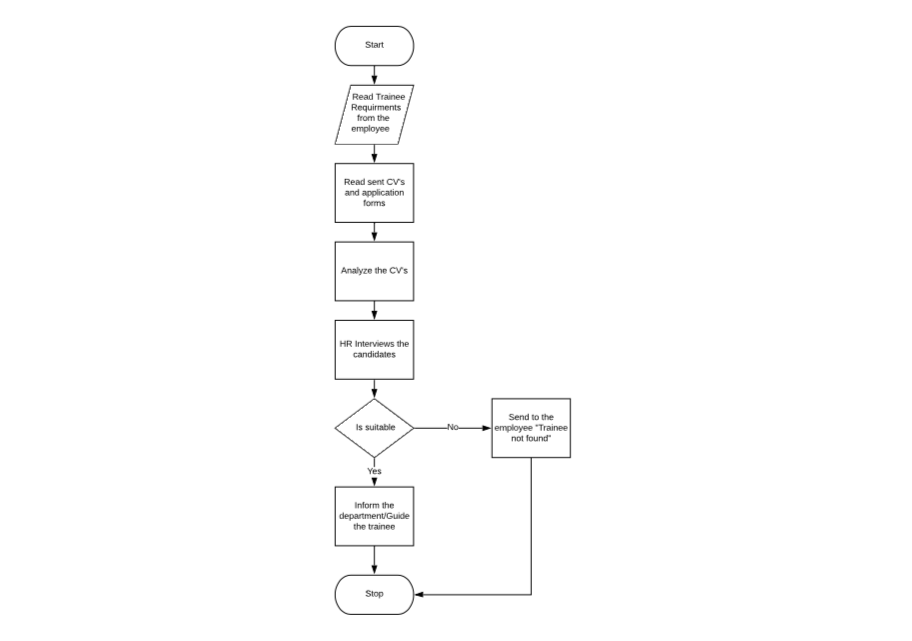 Start
Read Trainee
Requirments
from the
employee
Read sent CV's
and application
forms
Analyze the CV's
HR Interviews the
candidates
Is suitable
No
Send to the
employee "Trainee
not found"
Yes
Inform the
department/Guide
the trainee
Stop